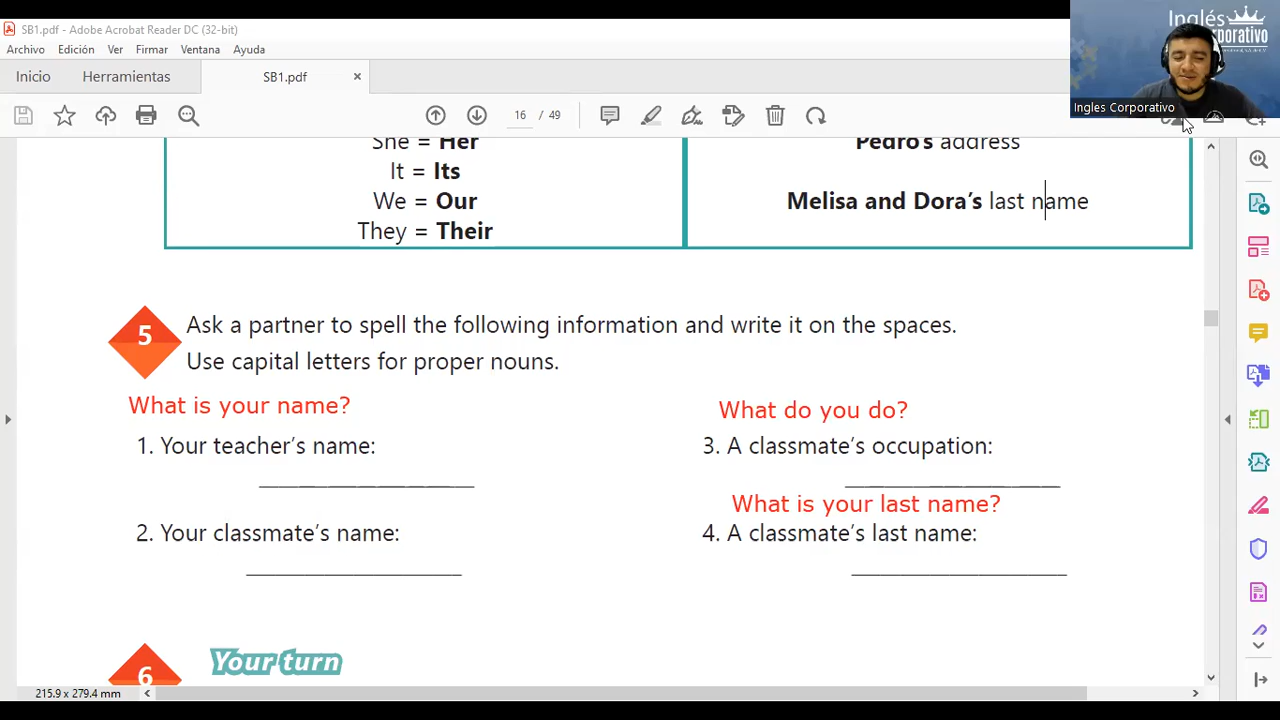 SB1.pdf - Adobe Acrobat Reader DC (32-bit)
Archivo Edición Ver Firmar Ventana Ayuda
Inicio Herramientas SB1.pdf ×
16 / 49
Inglés
Corporativo
Ingles Corporativo
She = Her
It = Its
We = Our
They = Their
Pedro's address
Melisa and Dora's last name
5
Ask a partner to spell the following information and write it on the spaces.
Use capital letters for proper nouns.
What is your name?
1. Your teacher's name:
2. Your classmate's name:
What do you do?
3. A classmate's occupation:
What is your last name?
4. A classmate's last name:
6
Your turn
215.9 x 279.4 mm